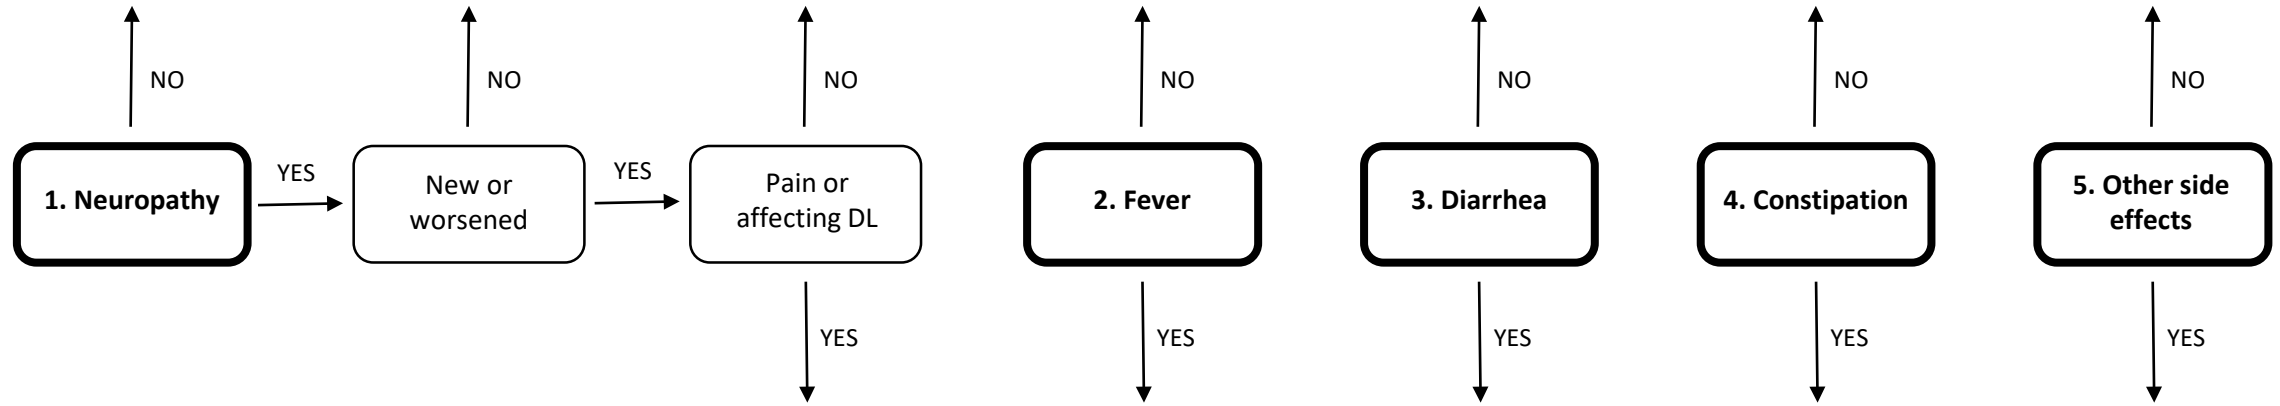 NO
NO
NO
NO
NO
NO
NO
1. Neuropathy
YES
New or
worsened
YES
Pain or
affecting DL
2. Fever
3. Diarrhea
4. Constipation
5. Other side
effects
YES
YES
YES
YES
YES